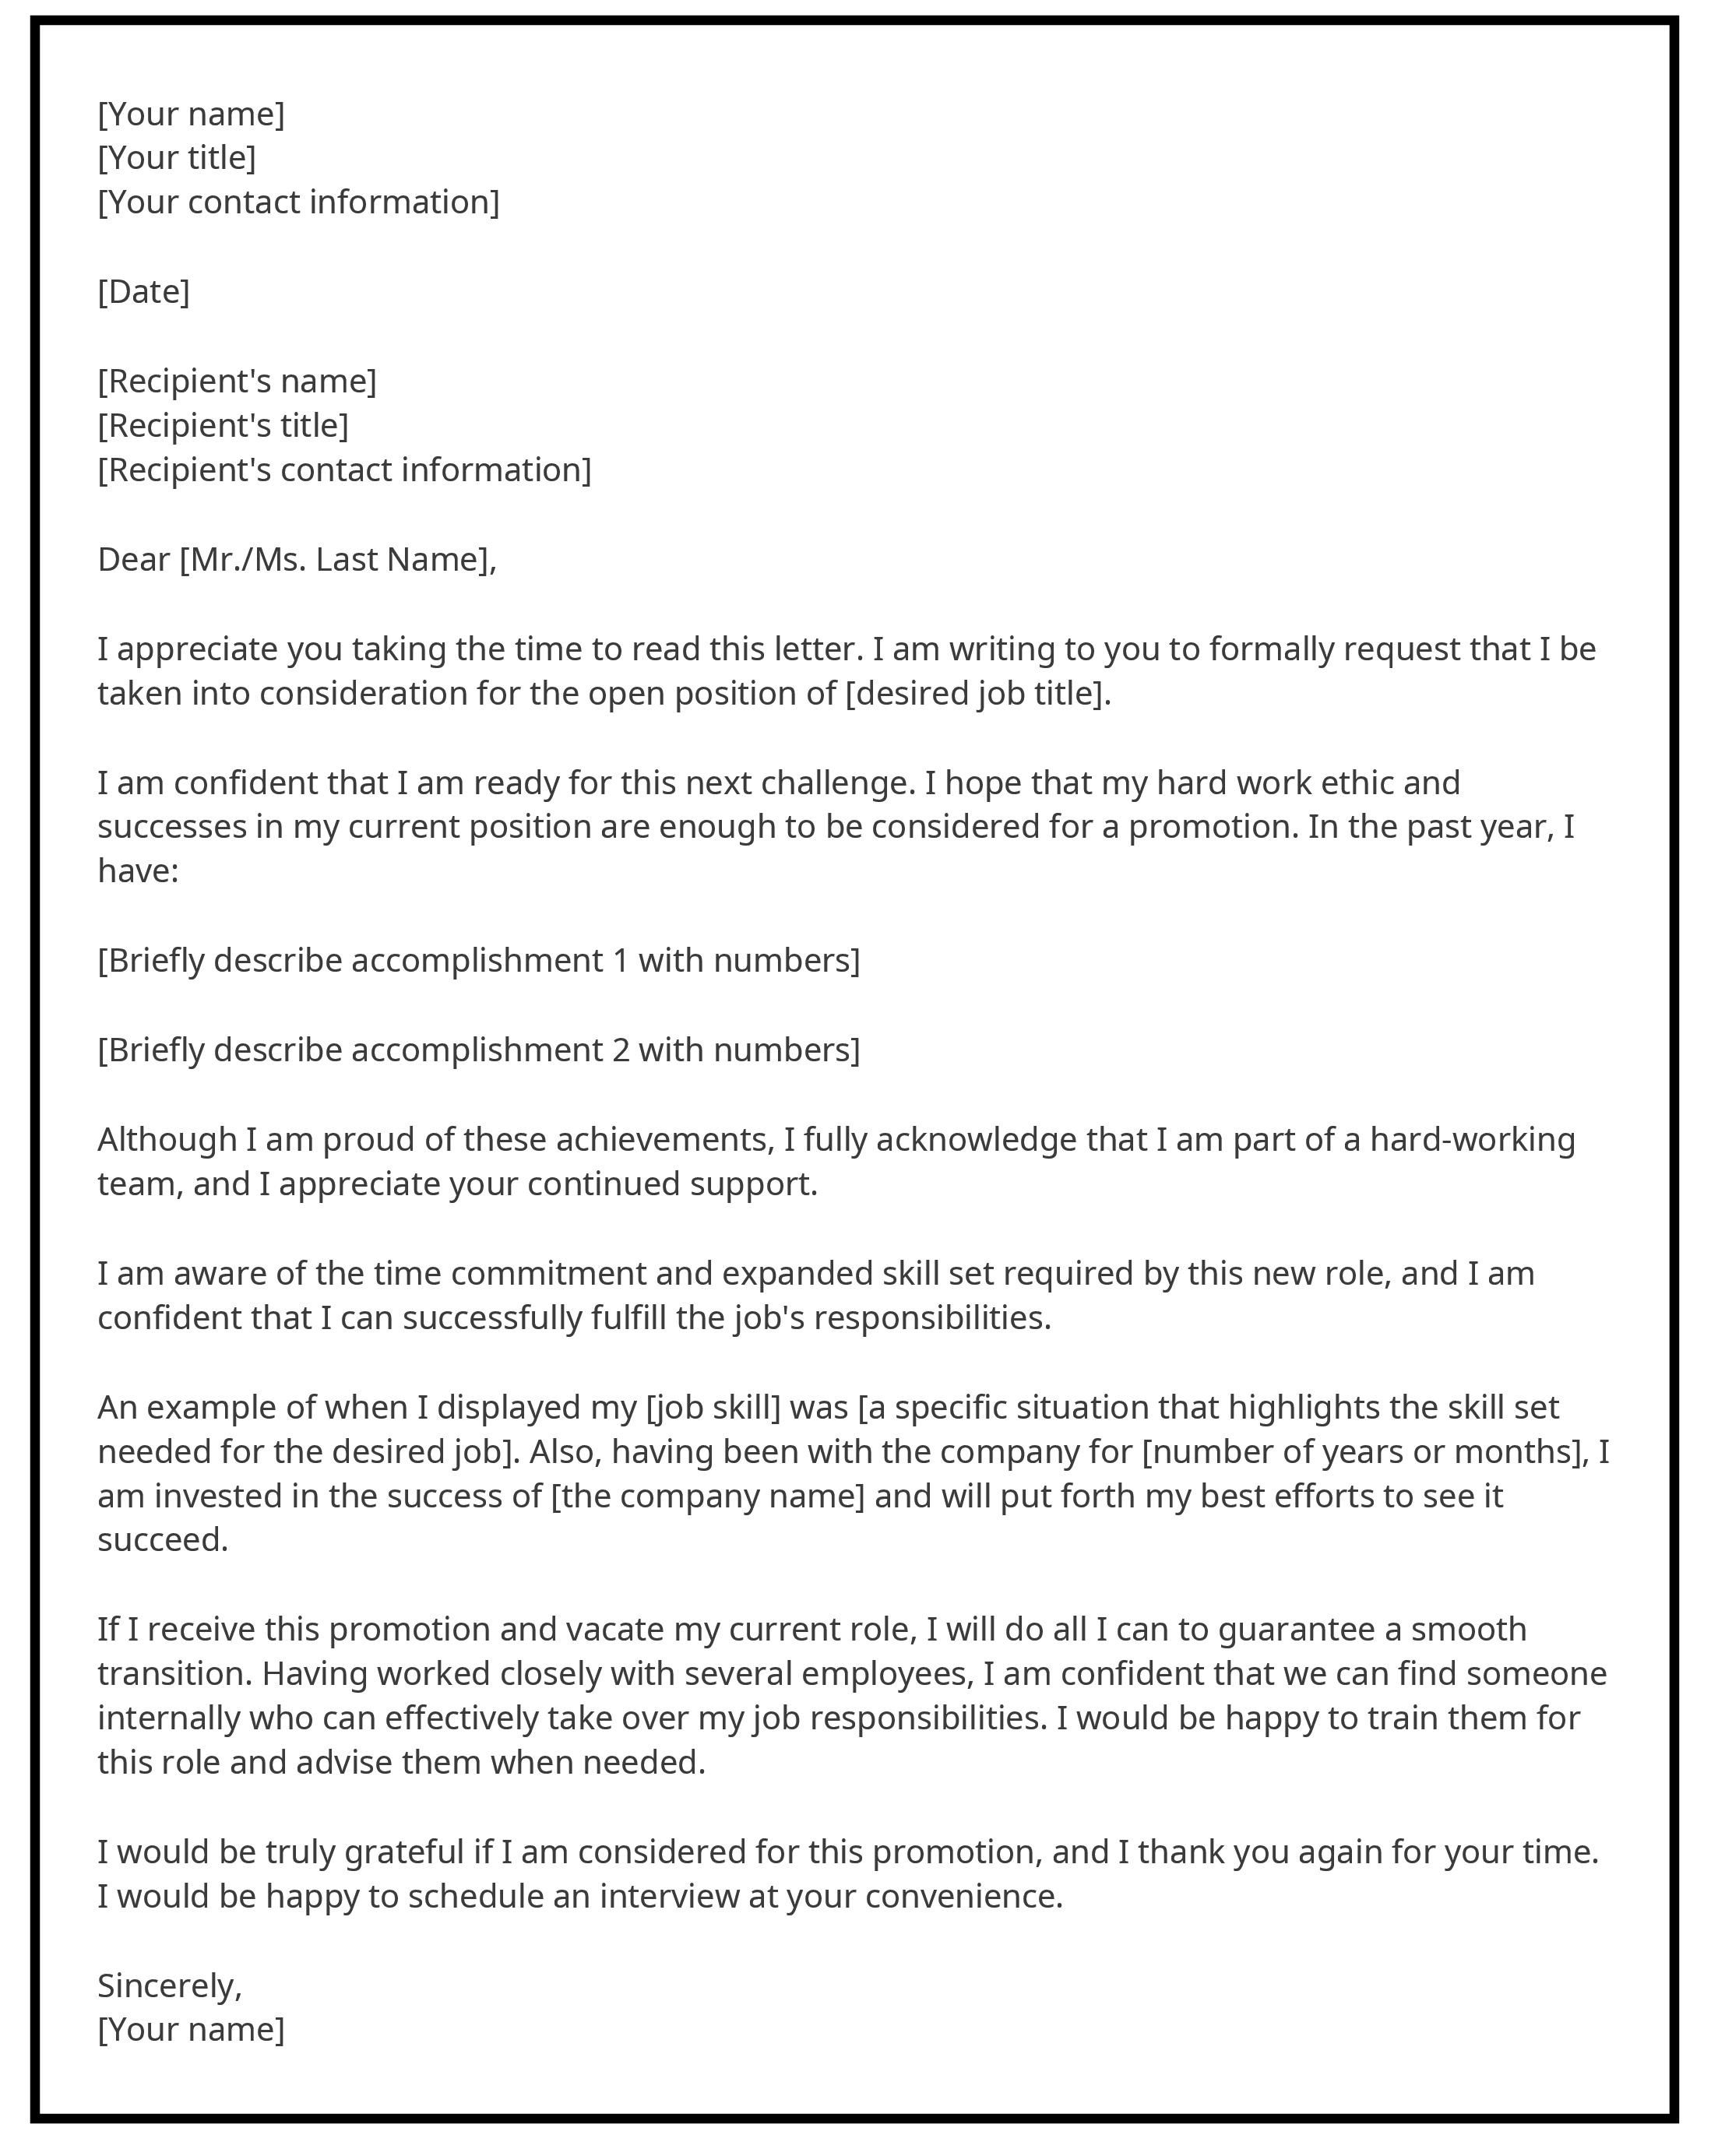 [Your name]
[Your title]
[Your contact information]
[Date]
[Recipient's name]
[Recipient's title]
[Recipient's contact information]
Dear [Mr./Ms. Last Name],
I appreciate you taking the time to read this letter. I am writing to you to formally request that I be
taken into consideration for the open position of [desired job title].
I am confident that I am ready for this next challenge. I hope that my hard work ethic and
successes in my current position are enough to be considered for a promotion. In the past year, I
have:
[Briefly describe accomplishment 1 with numbers]
[Briefly describe accomplishment 2 with numbers]
Although I am proud of these achievements, I fully acknowledge that I am part of a hard-working
team, and I appreciate your continued support.
I am aware of the time commitment and expanded skill set required by this new role, and I am
confident that I can successfully fulfill the job's responsibilities.
An example of when I displayed my [job skill] was [a specific situation that highlights the skill set
needed for the desired job]. Also, having been with the company for [number of years or months], I
am invested in the success of [the company name] and will put forth my best efforts to see it
succeed.
If I receive this promotion and vacate my current role, I will do all I can to guarantee a smooth
transition. Having worked closely with several employees, I am confident that we can find someone
internally who can effectively take over my job responsibilities. I would be happy to train them for
this role and advise them when needed.
I would be truly grateful if I am considered for this promotion, and I thank you again for your time.
I would be happy to schedule an interview at your convenience.
Sincerely,
[Your name]